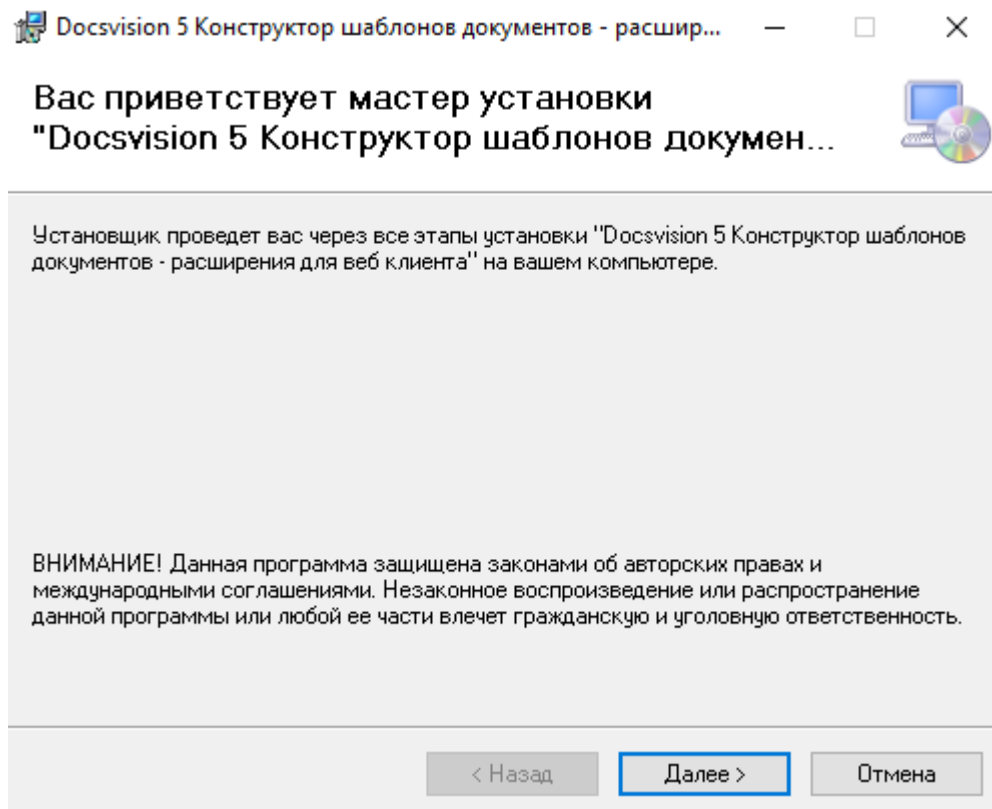 Docsvision 5 Конструктор шаблонов документов - расшир...
Вас приветствует мастер установки
"Docsvision 5 Конструктор шаблонов докумен...
Установщик проведет вас через все этапы установки "Docsvision 5 Конструктор шаблонов
документов - расширения для веб клиента" на вашем компьютере.
ВНИМАНИЕ! Данная программа защищена законами об авторских правах и
международными соглашениями. Незаконное воспроизведение или распространение
данной программы или любой ее части влечет гражданскую и уголовную ответственность.
< Назад Далее > Отмена